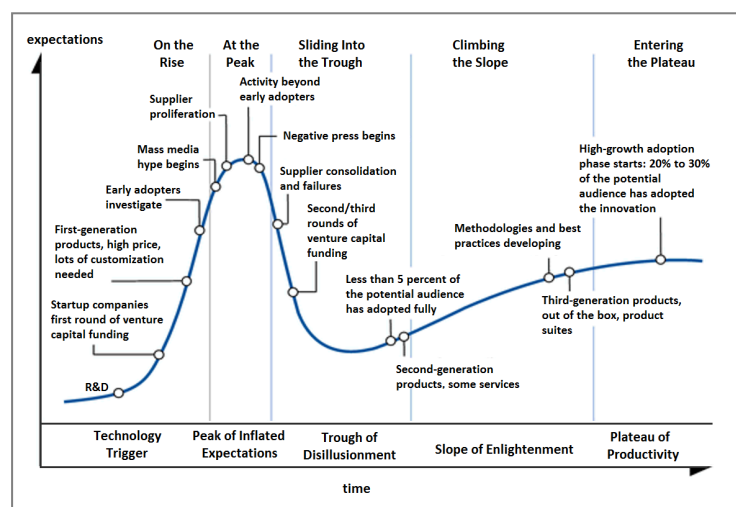 expectations
On the
Rise
At the
Peak
Sliding Into
the Trough
Climbing
the Slope
Entering
the Plateau
Activity beyond
early adopters
Supplier
proliferation
Negative press begins
Mass media
hype begins
Supplier consolidation
and failures
Early adopters
investigate
Second/third
rounds of
venture capital
funding
First-generation
products, high price,
lots of customization
needed
Less than 5 percent of
the potential audience
has adopted fully
Startup companies
first round of venture
capital funding
R&D
Second-generation
products, some services
Methodologies and best
practices developing
Third-generation products,
out of the box, product
suites
High-growth adoption
phase starts: 20% to 30%
of the potential
audience has adopted
the innovation
Technology
Trigger
Peak of Inflated
Expectations
Trough of
Disillusionment
Slope of Enlightenment
Plateau of
Productivity
time